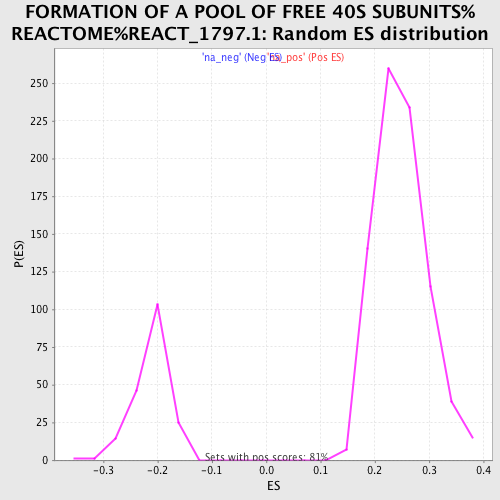 FORMATION OF A POOL OF FREE 40S SUBUNITS%
REACTOME%REACT_1797.1: Random ES distribution
'na_neg' (Neg ES)
'na_pos' (Pos ES)
250
225
200
175
150
125
100
75
50
25
0
P(ES)
Sets with pos scores: 81%
-0.3 -0.2 -0.1 0.0 0.1 0.2 0.3 0.4
ES